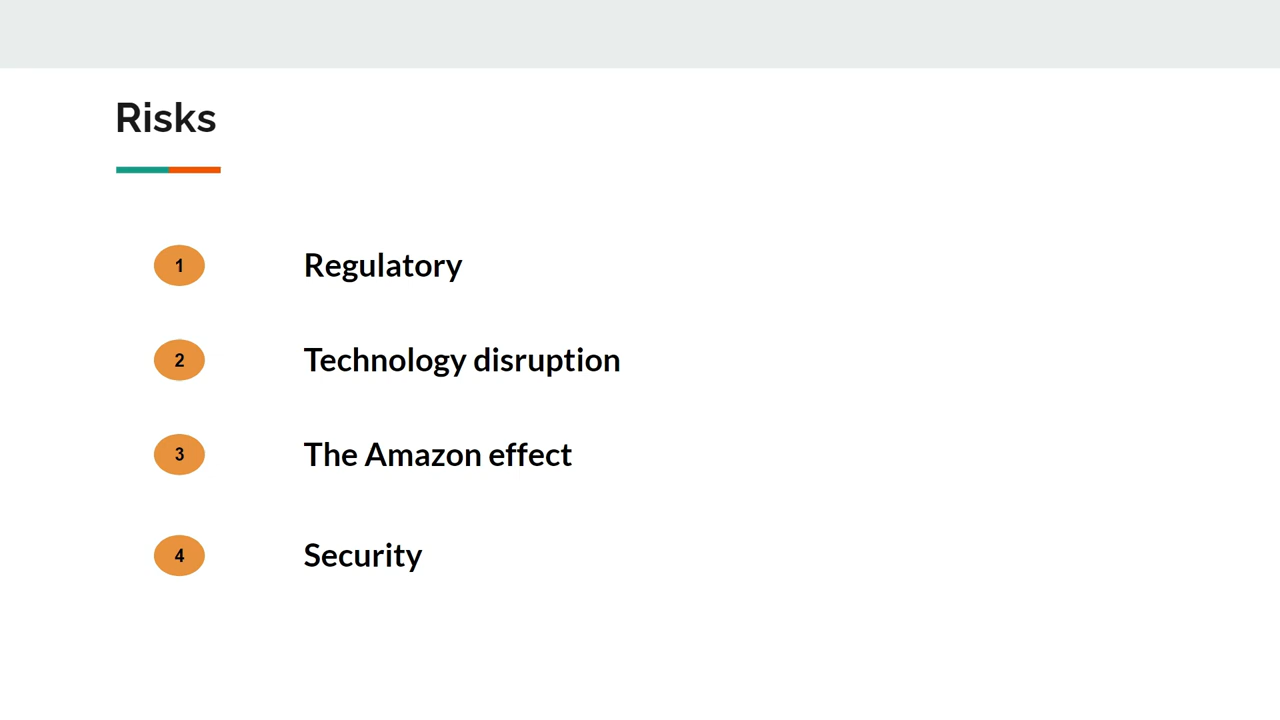 Risks
1 Regulatory
2 Technology disruption
3 The Amazon effect
4 Security